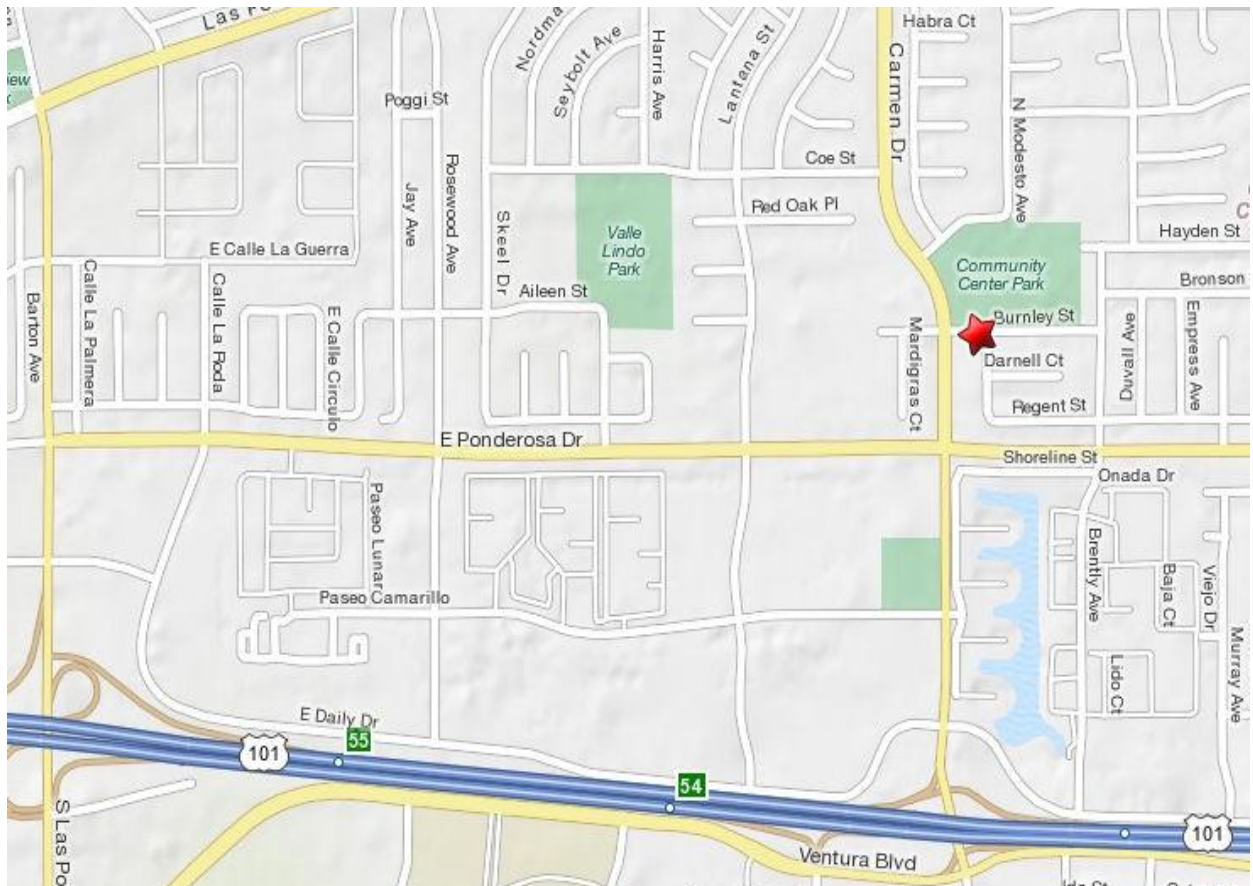 Las Po
Habra Ct
Nordma
Seybolt Ave
Harris Ave
Lantana St
Carmen Dr
iew
Poggi St
N Modesto Ave
Coe St
Rosewood Ave
Jay Ave
Skeel Dr
Red Oak Pl
Valle
Lindo
Park
Hayden St
C
E Calle La Guerra
Community
Center Park
Bronson
Calle La Palmera
Calle La Roda
Aileen St
Barton Ave
E Calle Circulo
Burnley St
Mardigras Ct
Duvall Ave
Empress Ave
Darnell Ct
Regent St
E Ponderosa Dr
Shoreline St
Onada Dr
Paseo Lunar
Brently Ave
Baja Ct
Viejo Dr
Paseo Camarillo
Murray Ave
Lido Ct
E Daily Dr
55
101
54
S Las Po
101
Ventura Blvd